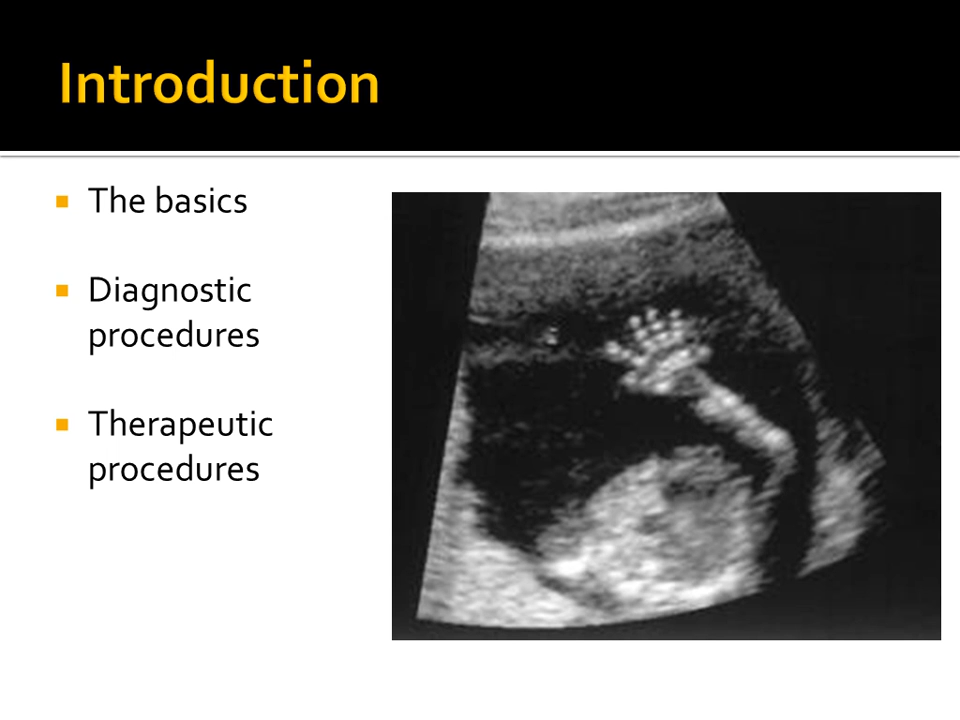 Introduction
The basics
Diagnostic
procedures
Therapeutic
procedures